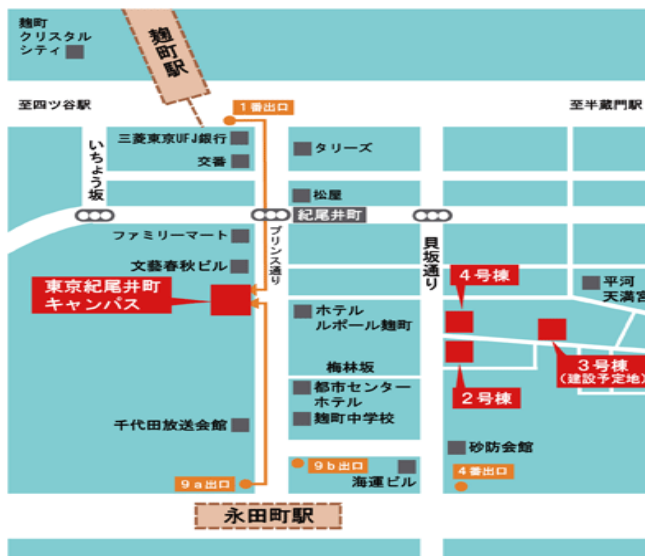 麹町
クリスタル
シティ
麹町駅
1番出口
至四ツ谷駅
至半蔵門駅
三菱東京UFJ銀行
交番
タリーズ
いちょう坂
松屋
紀尾井町
ファミリーマート
プリンス通り
貝坂通り
文藝春秋ビル
東京紀尾井町
キャンパス
4号棟
平河
天満宮
ホテル
ルポール麹町
3号棟
(建設予定地)
梅林坂
2号棟
都市センター
ホテル
麹町中学校
千代田放送会館
砂防会館
9a出口
9b出口
海運ビル
4番出口
永田町駅